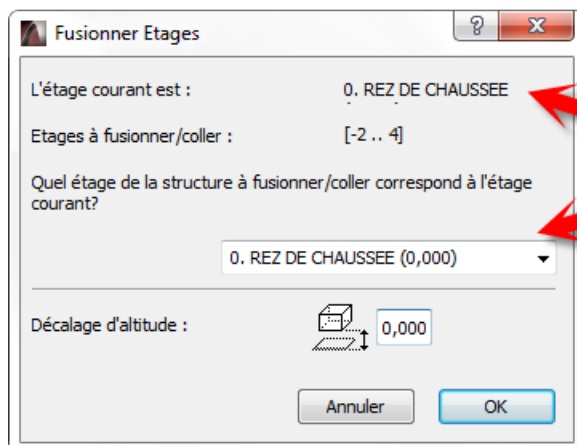 Fusionner Etages
L'étage courant est : 0. REZ DE CHAUSSEE
Etages à fusionner/coller : [-2 .. 4]
Quel étage de la structure à fusionner/coller correspond à l'étage
courant?
0. REZ DE CHAUSSEE (0,000)
Décalage d'altitude : 0,000
Annuler OK